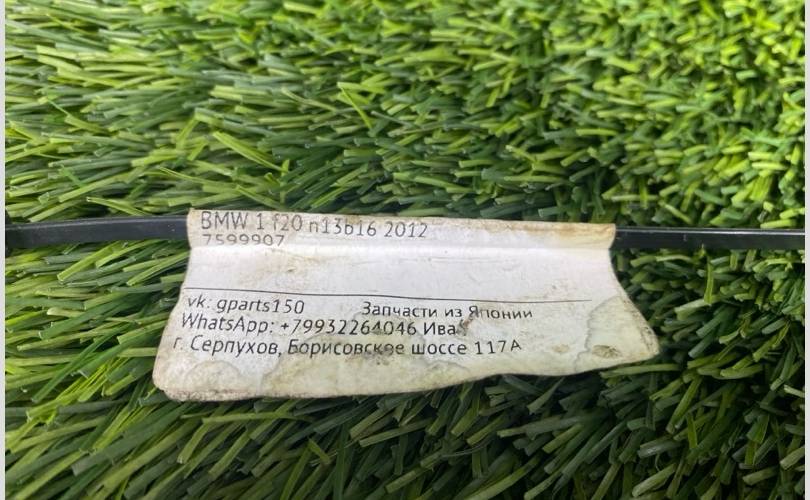 BMW 1 f20 n13b16 2012
7599907
vk: gparts150 Запчасти из Японии
WhatsApp: +79932264046 Ива
г. Серпухов, Борисовское шоссе 117А